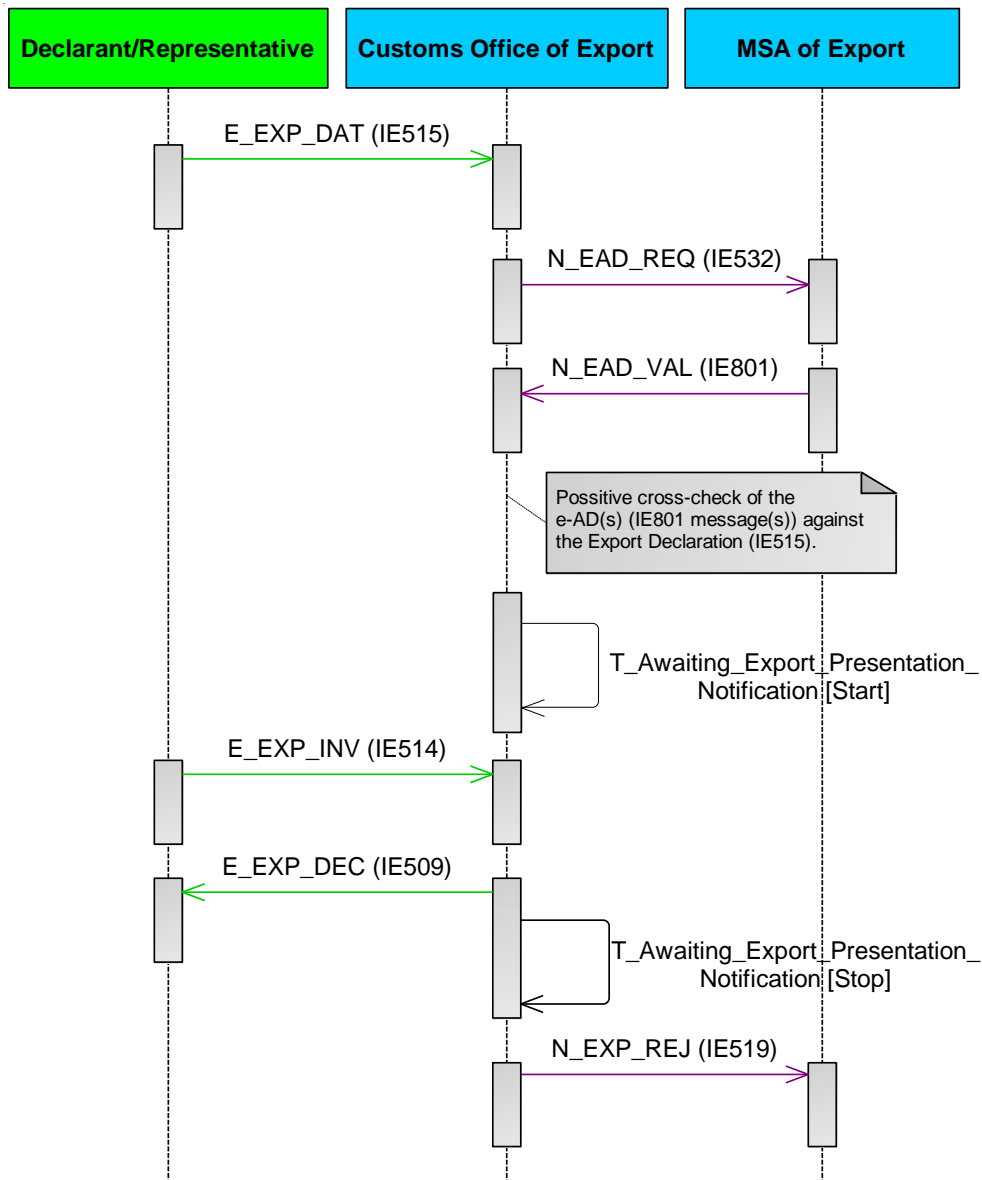 Declarant/Representative
Customs Office of Export
MSA of Export
E_EXP_DAT (IE515)
N_EAD_REQ (IE532)
N_EAD_VAL (IE801)
Possitive cross-check of the
e-AD(s) (IE801 message(s)) against
the Export Declaration (IE515).
T_Awaiting_Export_Presentation_
Notification [Start]
E_EXP_INV (IE514)
E_EXP_DEC (IE509)
T_Awaiting_Export_Presentation_
Notification [Stop]
N_EXP_REJ (IE519)